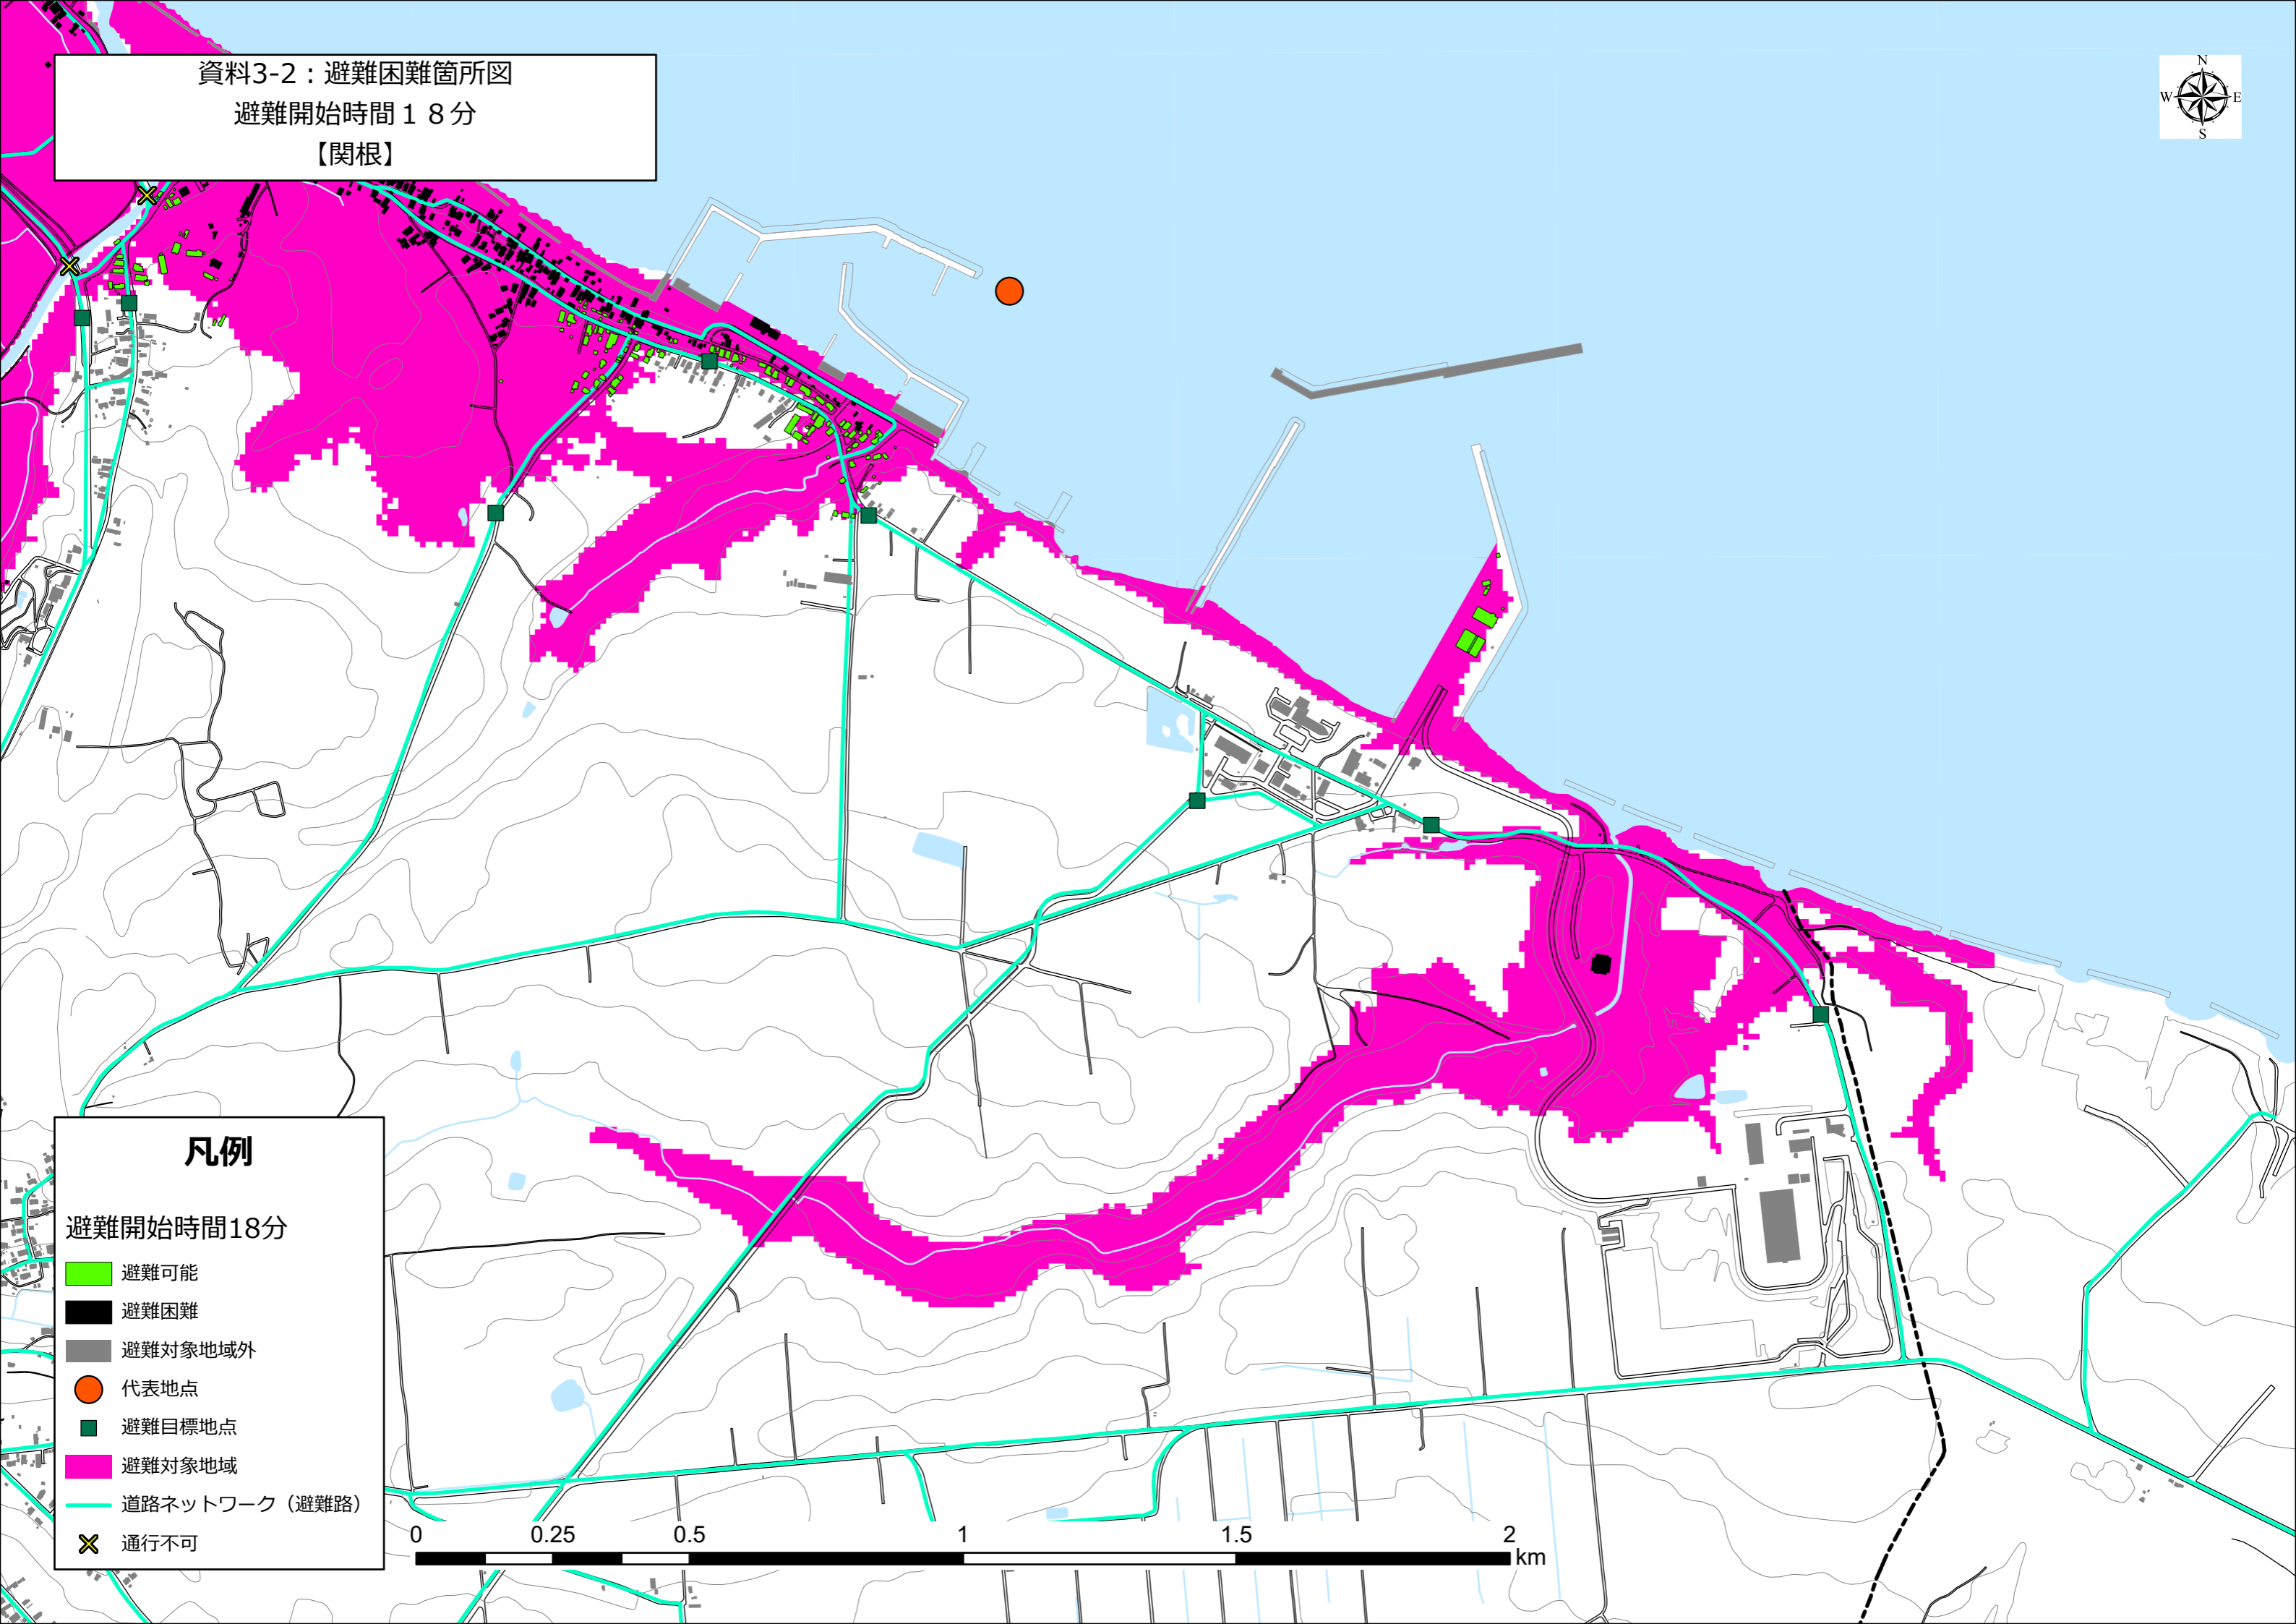 資料3-2：避難困難箇所図
避難開始時間１８分
【関根】
N
W E
S
凡例
避難開始時間18分
避難可能
避難困難
避難対象地域外
代表地点
避難目標地点
避難対象地域
道路ネットワーク（避難路）
通行不可
0 0.25 0.5 1 1.5 2
km